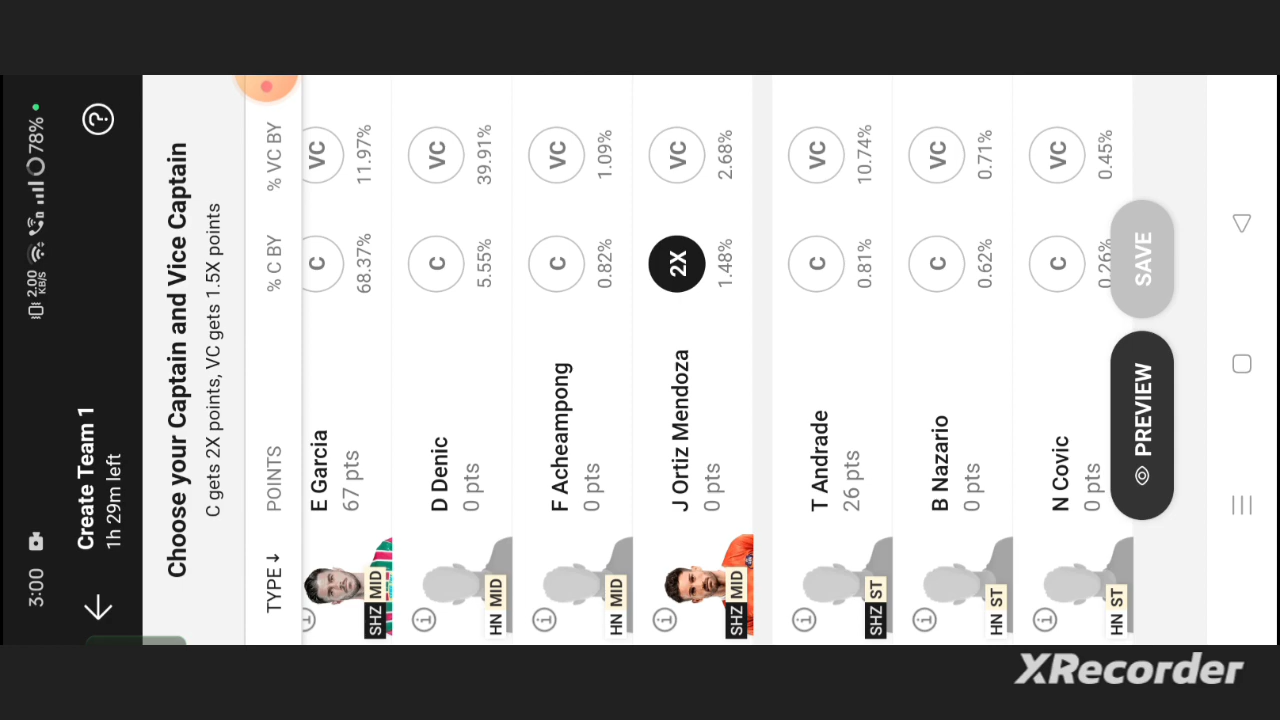 3:00
2.00 KB/S
78%
Create Team 1
1h 29m left
?
Choose your Captain and Vice Captain
C gets 2X points, VC gets 1.5X points
TYPE ↓ POINTS % C BY % VC BY
E Garcia
67 pts
SHZ MID
C
68.37%
VC
11.97%
D Denic
0 pts
HN MID
C
5.55%
VC
39.91%
F Acheampong
0 pts
HN MID
C
0.82%
VC
1.09%
J Ortiz Mendoza
0 pts
SHZ MID
2X
1.48%
VC
2.68%
T Andrade
26 pts
SHZ ST
C
0.81%
VC
10.74%
B Nazario
0 pts
HN ST
C
0.62%
VC
0.71%
N Covic
0 pts
HN ST
C
0.26%
VC
0.45%
PREVIEW
SAVE
XRecorder